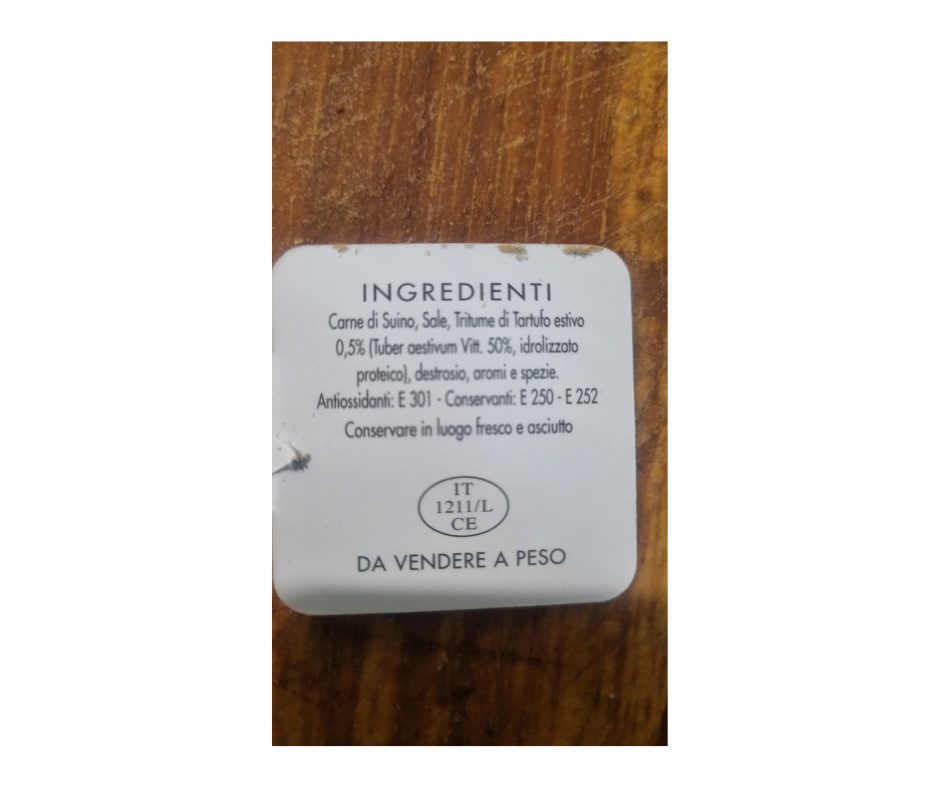 INGREDIENTI
Carne di Suino, Sale, Tritume di Tartufo estivo
0,5% (Tuber aestivum Vitt. 50%, idrolizzato
proteico), destrosio, aromi e spezie.
Antiossidanti: E 301 - Conservanti: E 250 - E 252
Conservare in luogo fresco e asciutto
IT
1211/L
CE
DA VENDERE A PESO